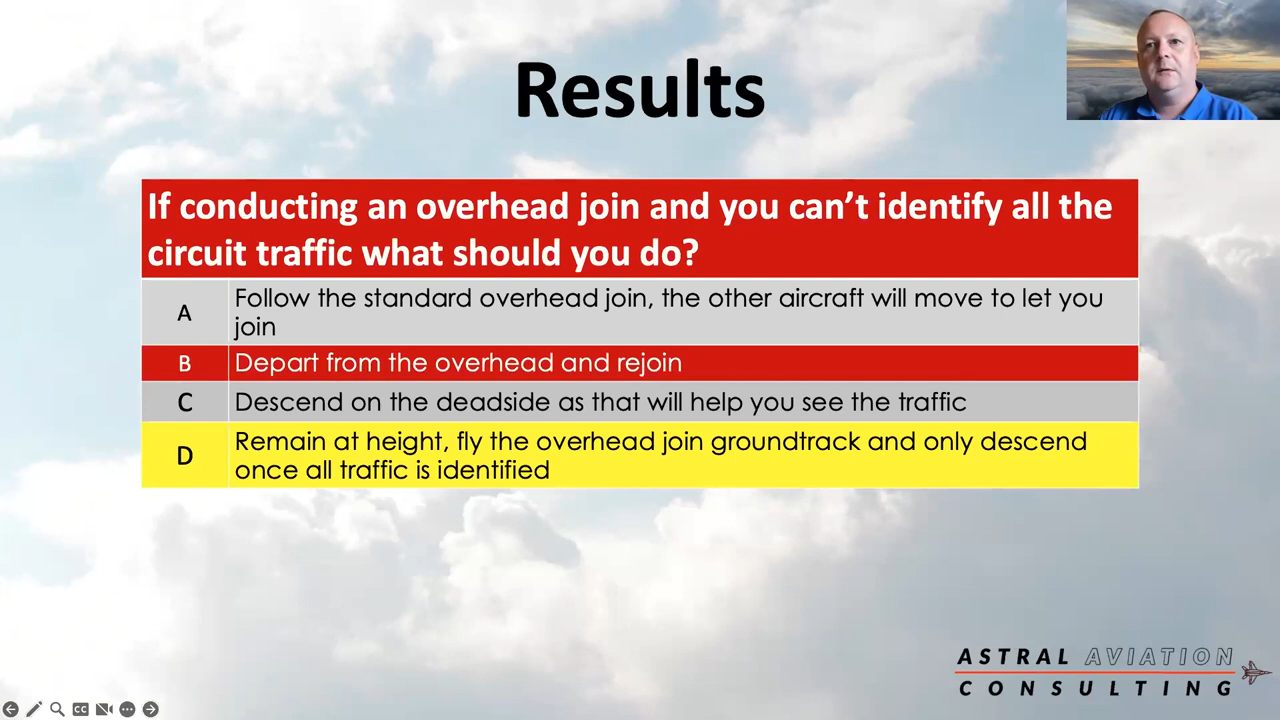 Results
If conducting an overhead join and you can’t identify all the
circuit traffic what should you do?
A
Follow the standard overhead join, the other aircraft will move to let you
join
B
Depart from the overhead and rejoin
C
Descend on the deadside as that will help you see the traffic
D
Remain at height, fly the overhead join groundtrack and only descend
once all traffic is identified
ASTRAL AVIATION
CONSULTING
CC